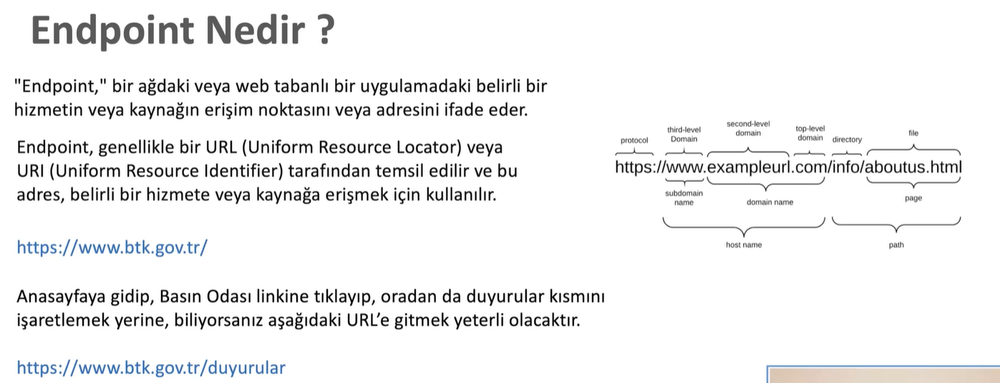 Endpoint Nedir ?
"Endpoint," bir ağdaki veya web tabanlı bir uygulamadaki belirli bir
hizmetin veya kaynağın erişim noktasını veya adresini ifade eder.
Endpoint, genellikle bir URL (Uniform Resource Locator) veya
URI (Uniform Resource Identifier) tarafından temsil edilir ve bu
adres, belirli bir hizmete veya kaynağa erişmek için kullanılır.
https://www.btk.gov.tr/
Anasayfaya gidip, Basın Odası linkine tıklayıp, oradan da duyurular kısmını
işaretlemek yerine, biliyorsanız aşağıdaki URL’e gitmek yeterli olacaktır.
https://www.btk.gov.tr/duyurular
protocol
third-level
Domain
second-level
domain
top-level
domain
directory
file
https://www.exampleurl.com/info/aboutus.html
subdomain
name
domain name
page
host name
path